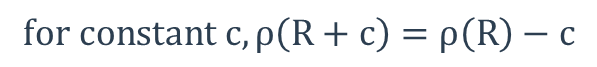 for constant c, ρ(R + c) = ρ(R) − c